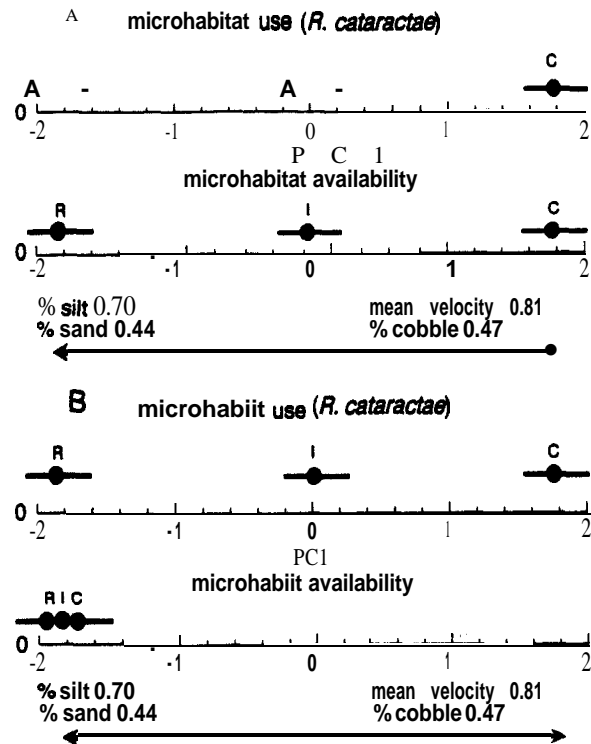 A
microhabitat use (R. cataractae)
C
A - A -
0
-2 -1 0 1 2
P C 1
microhabitat availability
R I C
0
-2 -1 0 1 2
% silt 0.70 mean velocity 0.81
% sand 0.44 % cobble 0.47
B microhabiit use (R. cataractae)
R I C
0
-2 -1 0 1 2
PC1
microhabiit availability
R I C
0
-2 -1 0 1 2
% silt 0.70 mean velocity 0.81
% sand 0.44 % cobble 0.47